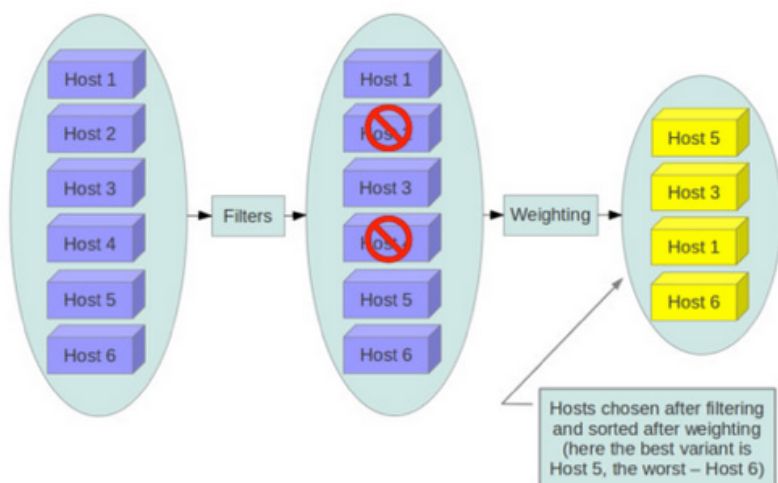 Host 1
Host 2
Host 3
Host 4
Host 5
Host 6
Filters
Host 1
Host 3
Host 5
Host 6
Weighting
Host 5
Host 3
Host 1
Host 6
Hosts chosen after filtering
and sorted after weighting
(here the best variant is
Host 5, the worst – Host 6)